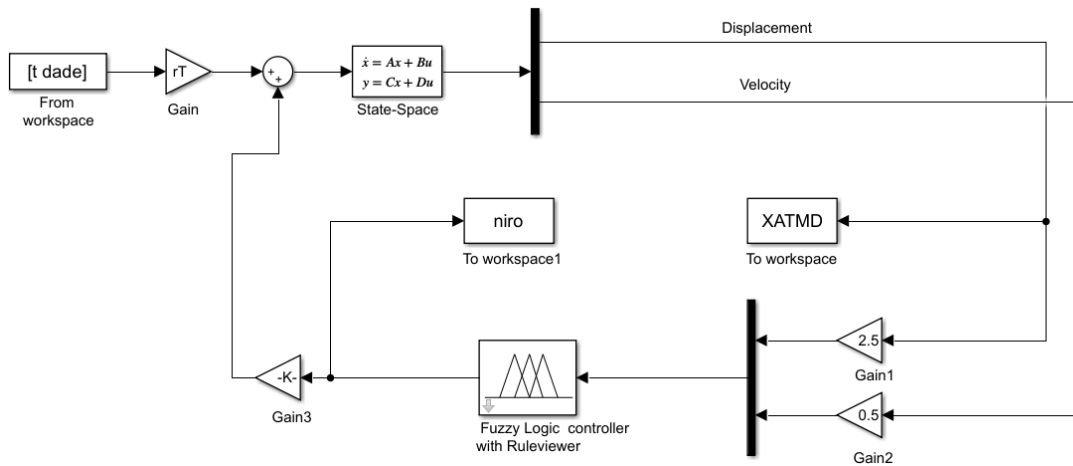 Displacement
[t dade]
From
workspace
rT
Gain
+
+
ẋ = Ax + Bu
y = Cx + Du
State-Space
Velocity
niro
To workspace1
XATMD
To workspace
-K-
Gain3
Fuzzy Logic controller
with Ruleviewer
2.5
Gain1
0.5
Gain2